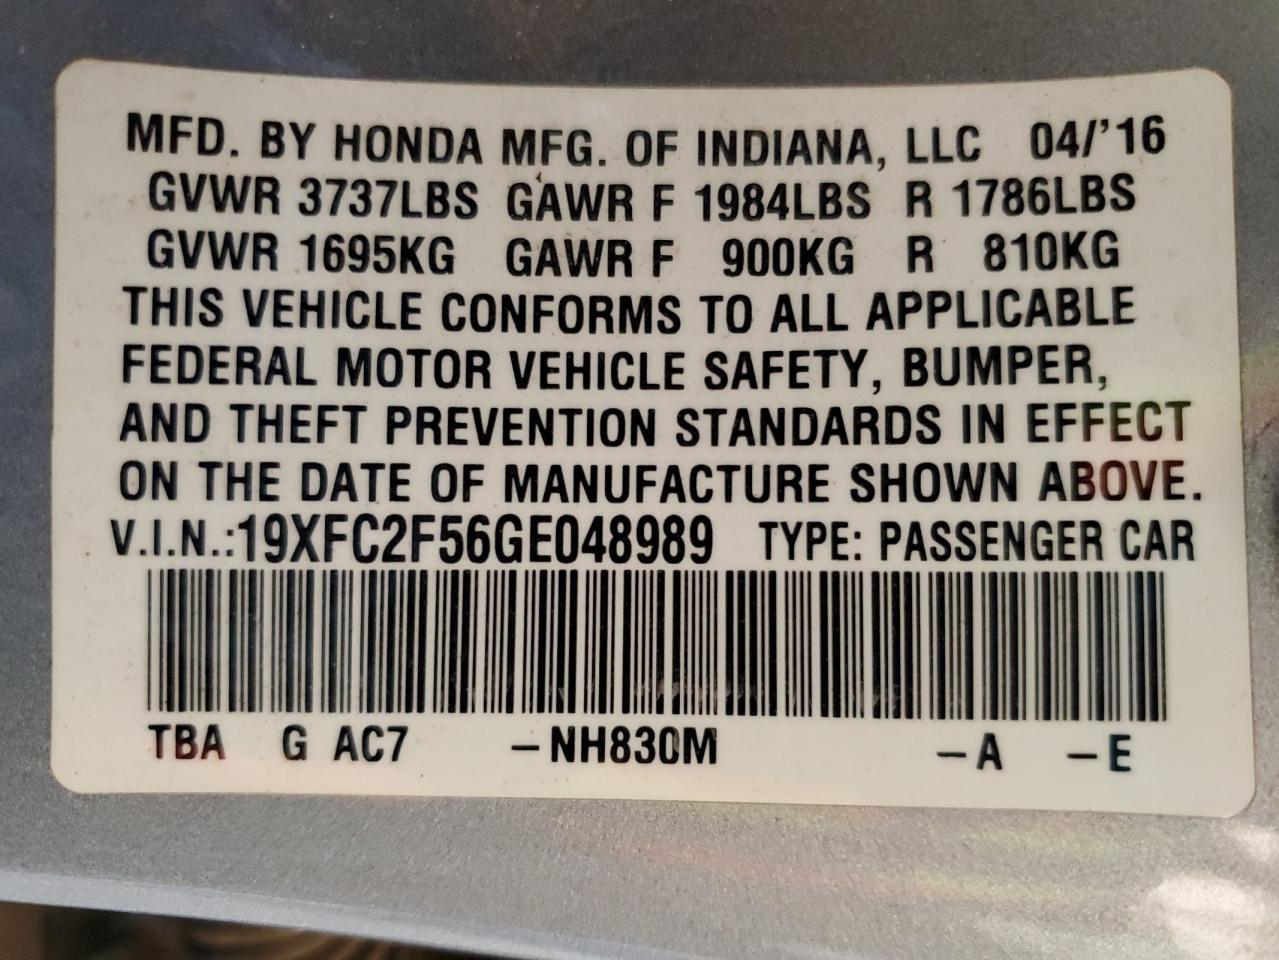 MFD. BY HONDA MFG. OF INDIANA, LLC 04/'16
GVWR 3737LBS GAWR F 1984LBS R 1786LBS
GVWR 1695KG GAWR F 900KG R 810KG
THIS VEHICLE CONFORMS TO ALL APPLICABLE
FEDERAL MOTOR VEHICLE SAFETY, BUMPER,
AND THEFT PREVENTION STANDARDS IN EFFECT
ON THE DATE OF MANUFACTURE SHOWN ABOVE.
V.I.N.:19XFC2F56GE048989 TYPE: PASSENGER CAR
TBA G AC7 –NH830M –A –E